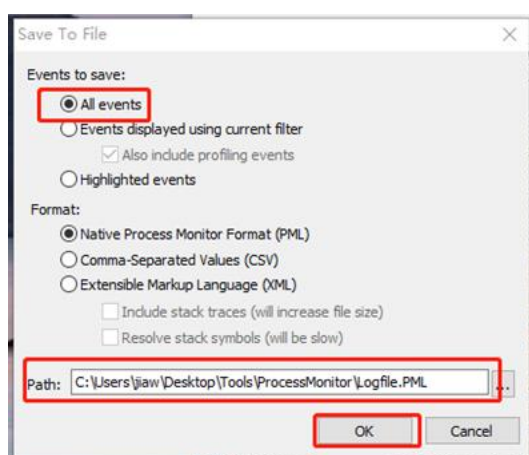 Save To File
Events to save:
All events
Events displayed using current filter
Also include profiling events
Highlighted events
Format:
Native Process Monitor Format (PML)
Comma-Separated Values (CSV)
Extensible Markup Language (XML)
Include stack traces (will increase file size)
Resolve stack symbols (will be slow)
Path: C:\Users\jiaw\Desktop\Tools\ProcessMonitor\Logfile.PML ...
OK Cancel